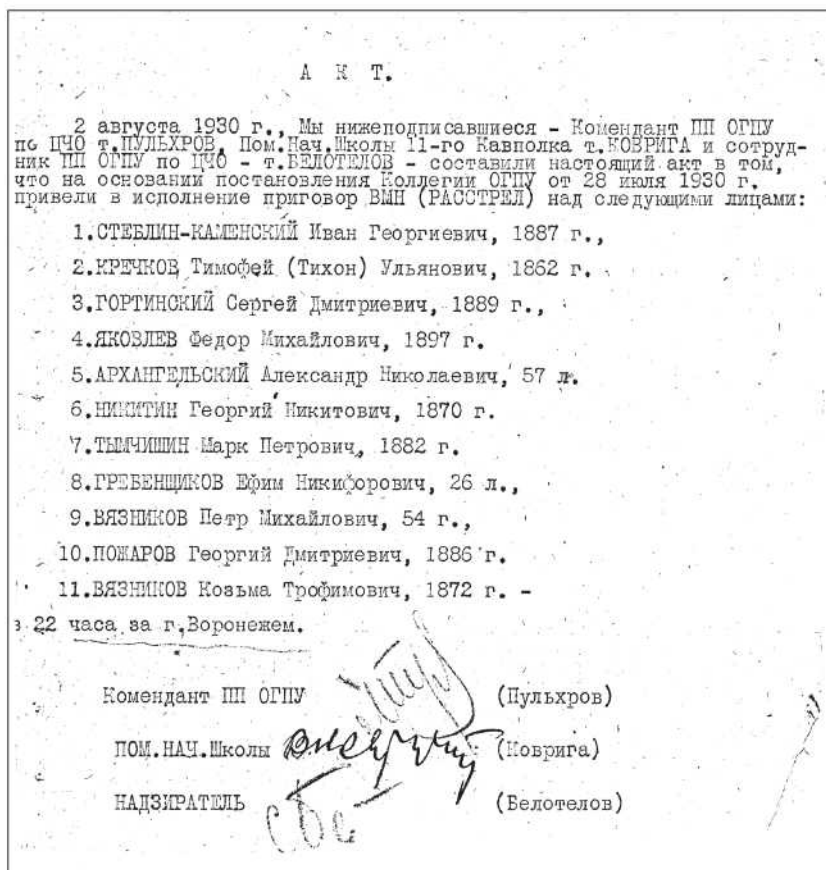 А К Т.
2 августа 1930 г., Мы нижеподписавшиеся - Комендант ПП ОГПУ
по ЦЧО т.ПУЛЬХРОВ, Пом.Нач.Школы 11-го Кавполка т.КОВРИГА и сотруд-
ник ПП ОГПУ по ЦЧО - т.БЕЛОТЕЛОВ - составили настоящий акт в том,
что на основании постановления Коллегии ОГПУ от 28 июля 1930 г.
привели в исполнение приговор ВМН (РАССТРЕЛ) над следующими лицами:
1.СТЕБЛИН-КАМЕНСКИЙ Иван Георгиевич, 1887 г.,
2.КРЕЧКОВ Тимофей (Тихон) Ульянович, 1862 г.
3.ГОРТИНСКИЙ Сергей Дмитриевич, 1889 г.,
4.ЯКОВЛЕВ Федор Михайлович, 1897 г.
5.АРХАНГЕЛЬСКИЙ Александр Николаевич, 57 л.
6.НИКИТИН Георгий Никитович, 1870 г.
7.ТЫМЧИШИН Марк Петрович, 1882 г.
8.ГРЕБЕНЩИКОВ Ефим Никифорович, 26 л.,
9.ВЯЗНИКОВ Петр Михайлович, 54 г.,
10.ПОЖАРОВ Георгий Дмитриевич, 1886 г.
11.ВЯЗНИКОВ Козьма Трофимович, 1872 г. -
в 22 часа за г.Воронежем.
Комендант ПП ОГПУ (Пульхров)
ПОМ.НАЧ.Школы (Коврига)
НАДЗИРАТЕЛЬ (Белотелов)